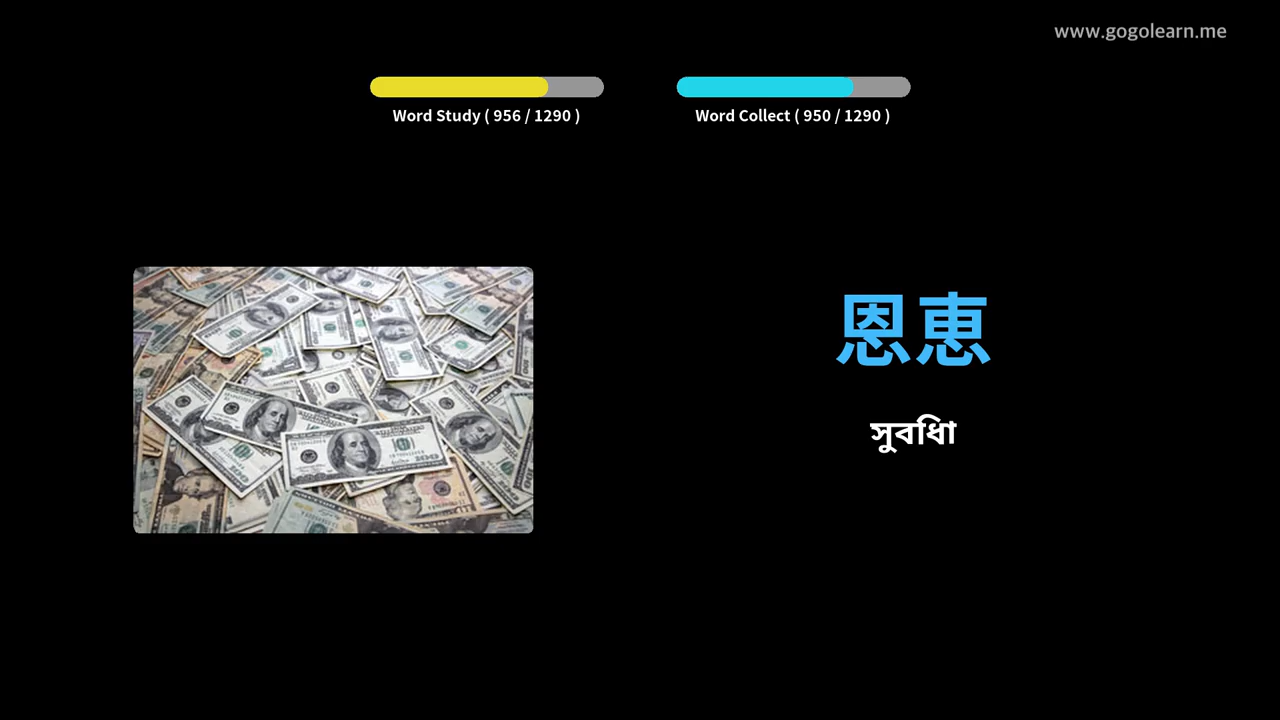 www.gogolearn.me
Word Study ( 956 / 1290 )
Word Collect ( 950 / 1290 )
恩恵
সুবিধা